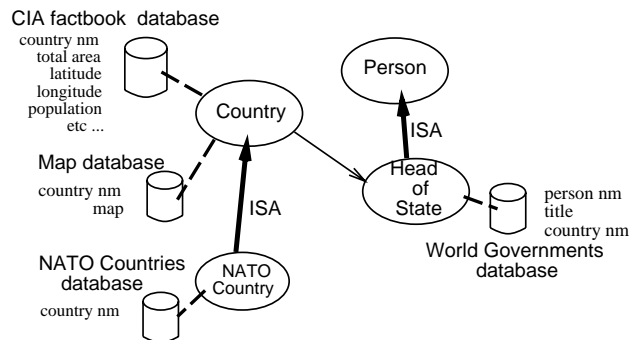 CIA factbook database
country nm
total area
latitude
longitude
population
etc ...
Person
Country
ISA
Map database
country nm
map
ISA
Head
of
State
person nm
title
country nm
World Governments
database
NATO Countries
database
NATO
Country
country nm